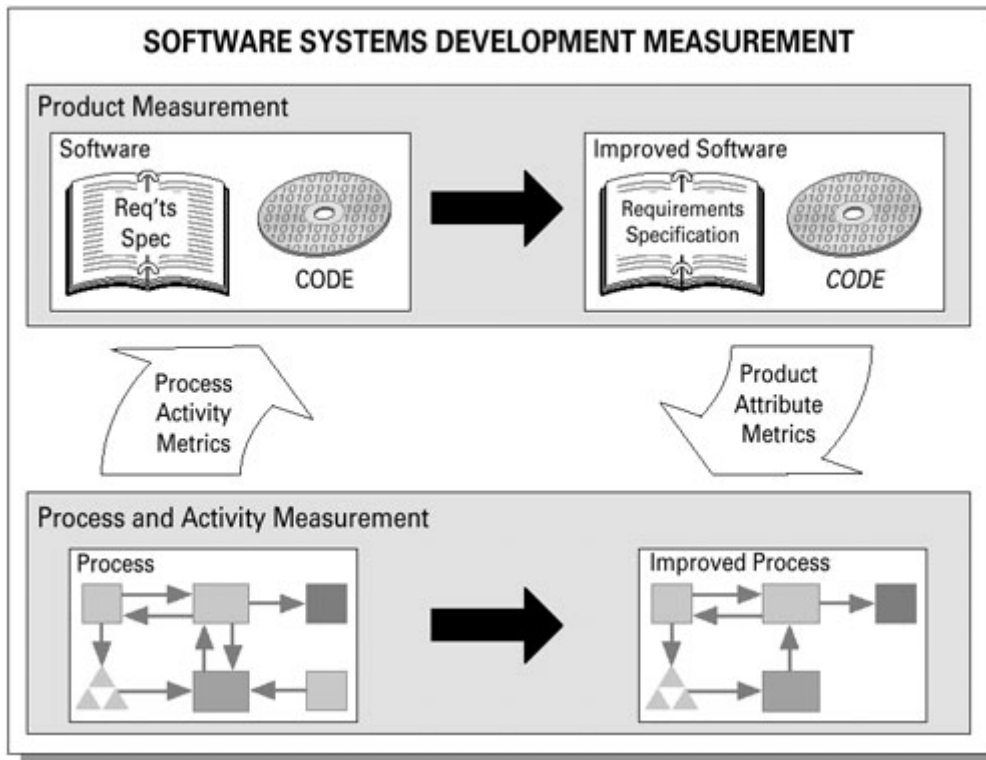 SOFTWARE SYSTEMS DEVELOPMENT MEASUREMENT
Product Measurement
Software
Req'ts
Spec
CODE
Improved Software
Requirements
Specification
CODE
Process
Activity
Metrics
Product
Attribute
Metrics
Process and Activity Measurement
Process
Improved Process